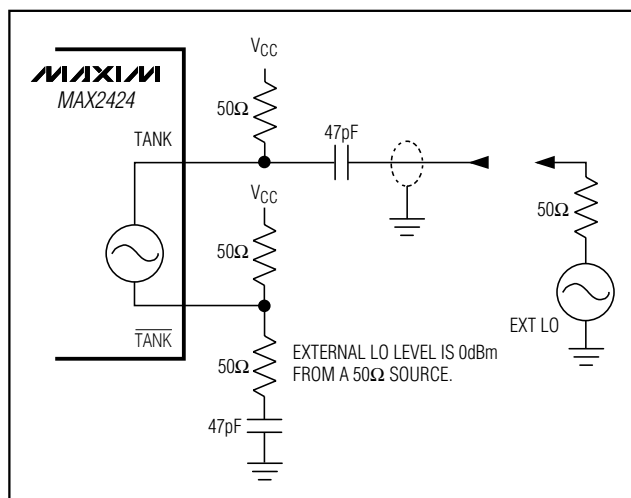 VCC
MAXIM
MAX2424
50Ω
47pF
TANK
VCC
50Ω
50Ω
TANK
EXT LO
50Ω
EXTERNAL LO LEVEL IS 0dBm
FROM A 50Ω SOURCE.
47pF